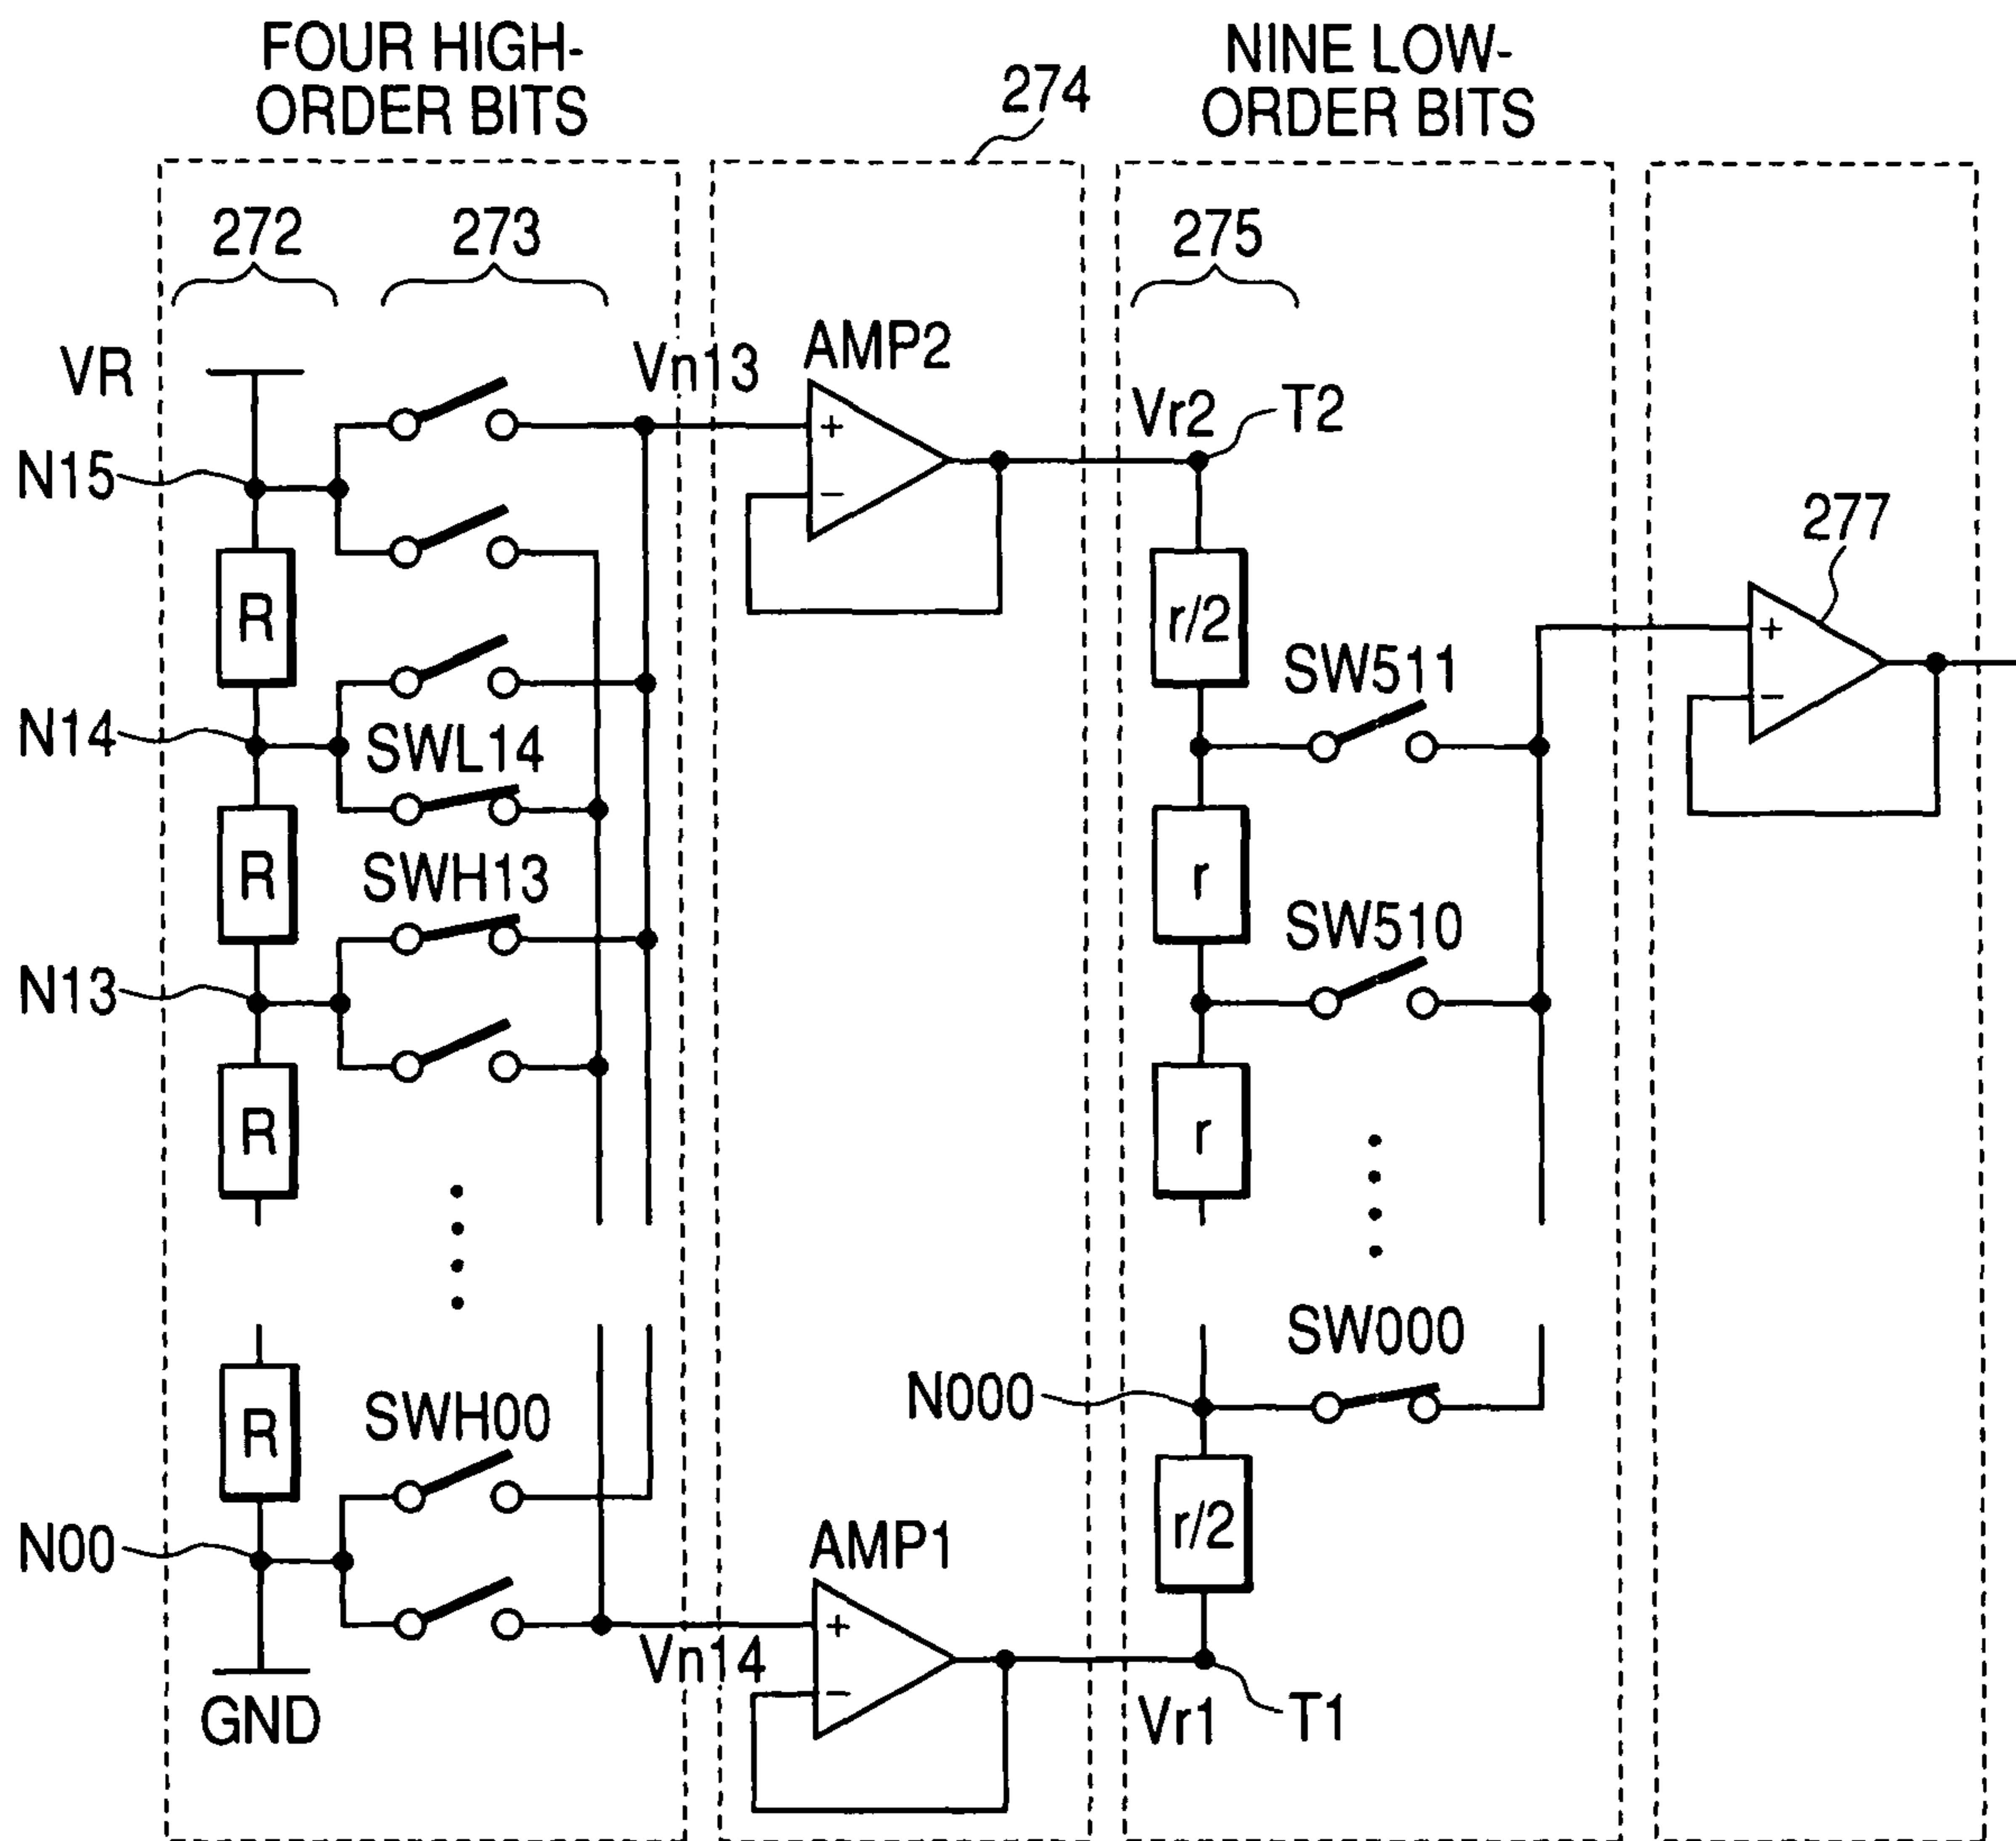 FOUR HIGH-
ORDER BITS
274
NINE LOW-
ORDER BITS
272
273
275
VR
Vn13
AMP2
Vr2
T2
N15
+
−
277
R
r/2
SW511
+
−
N14
SWL14
R
SWH13
r
SW510
N13
R
r
SW000
N000
R
SWH00
r/2
N00
AMP1
+
Vn14
−
GND
Vr1
T1